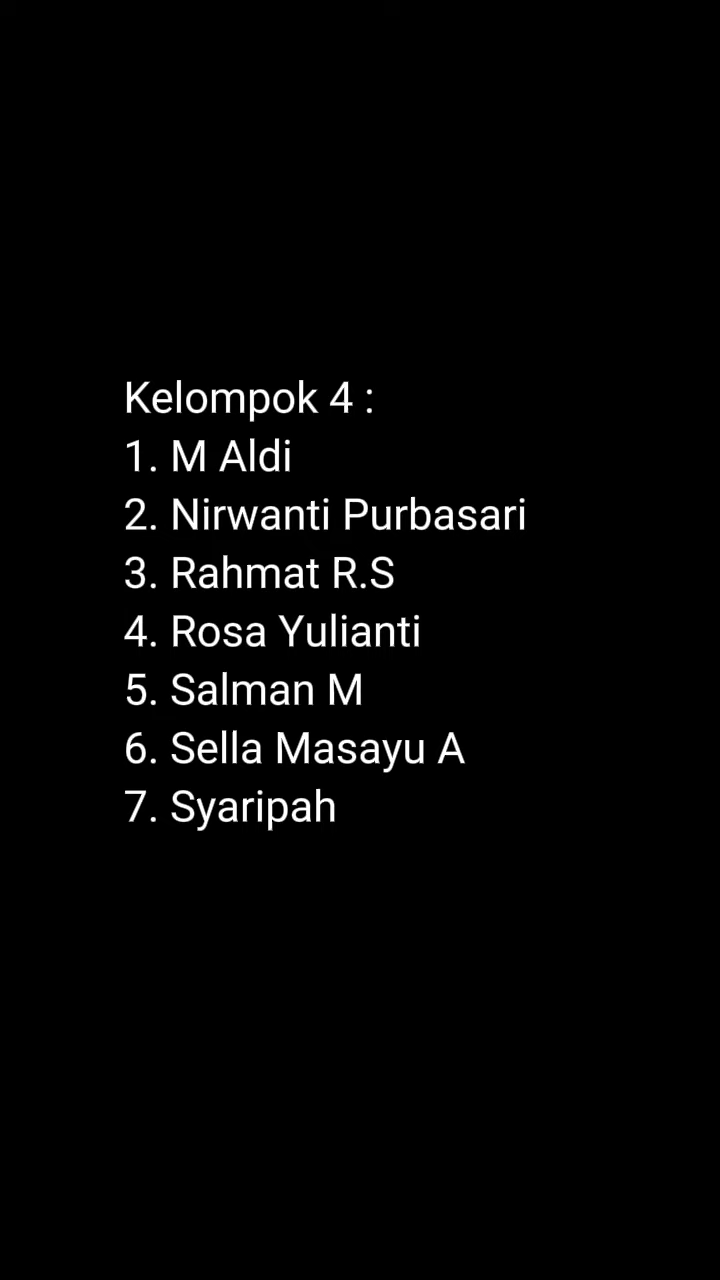 Kelompok 4 :
1. M Aldi
2. Nirwanti Purbasari
3. Rahmat R.S
4. Rosa Yulianti
5. Salman M
6. Sella Masayu A
7. Syaripah